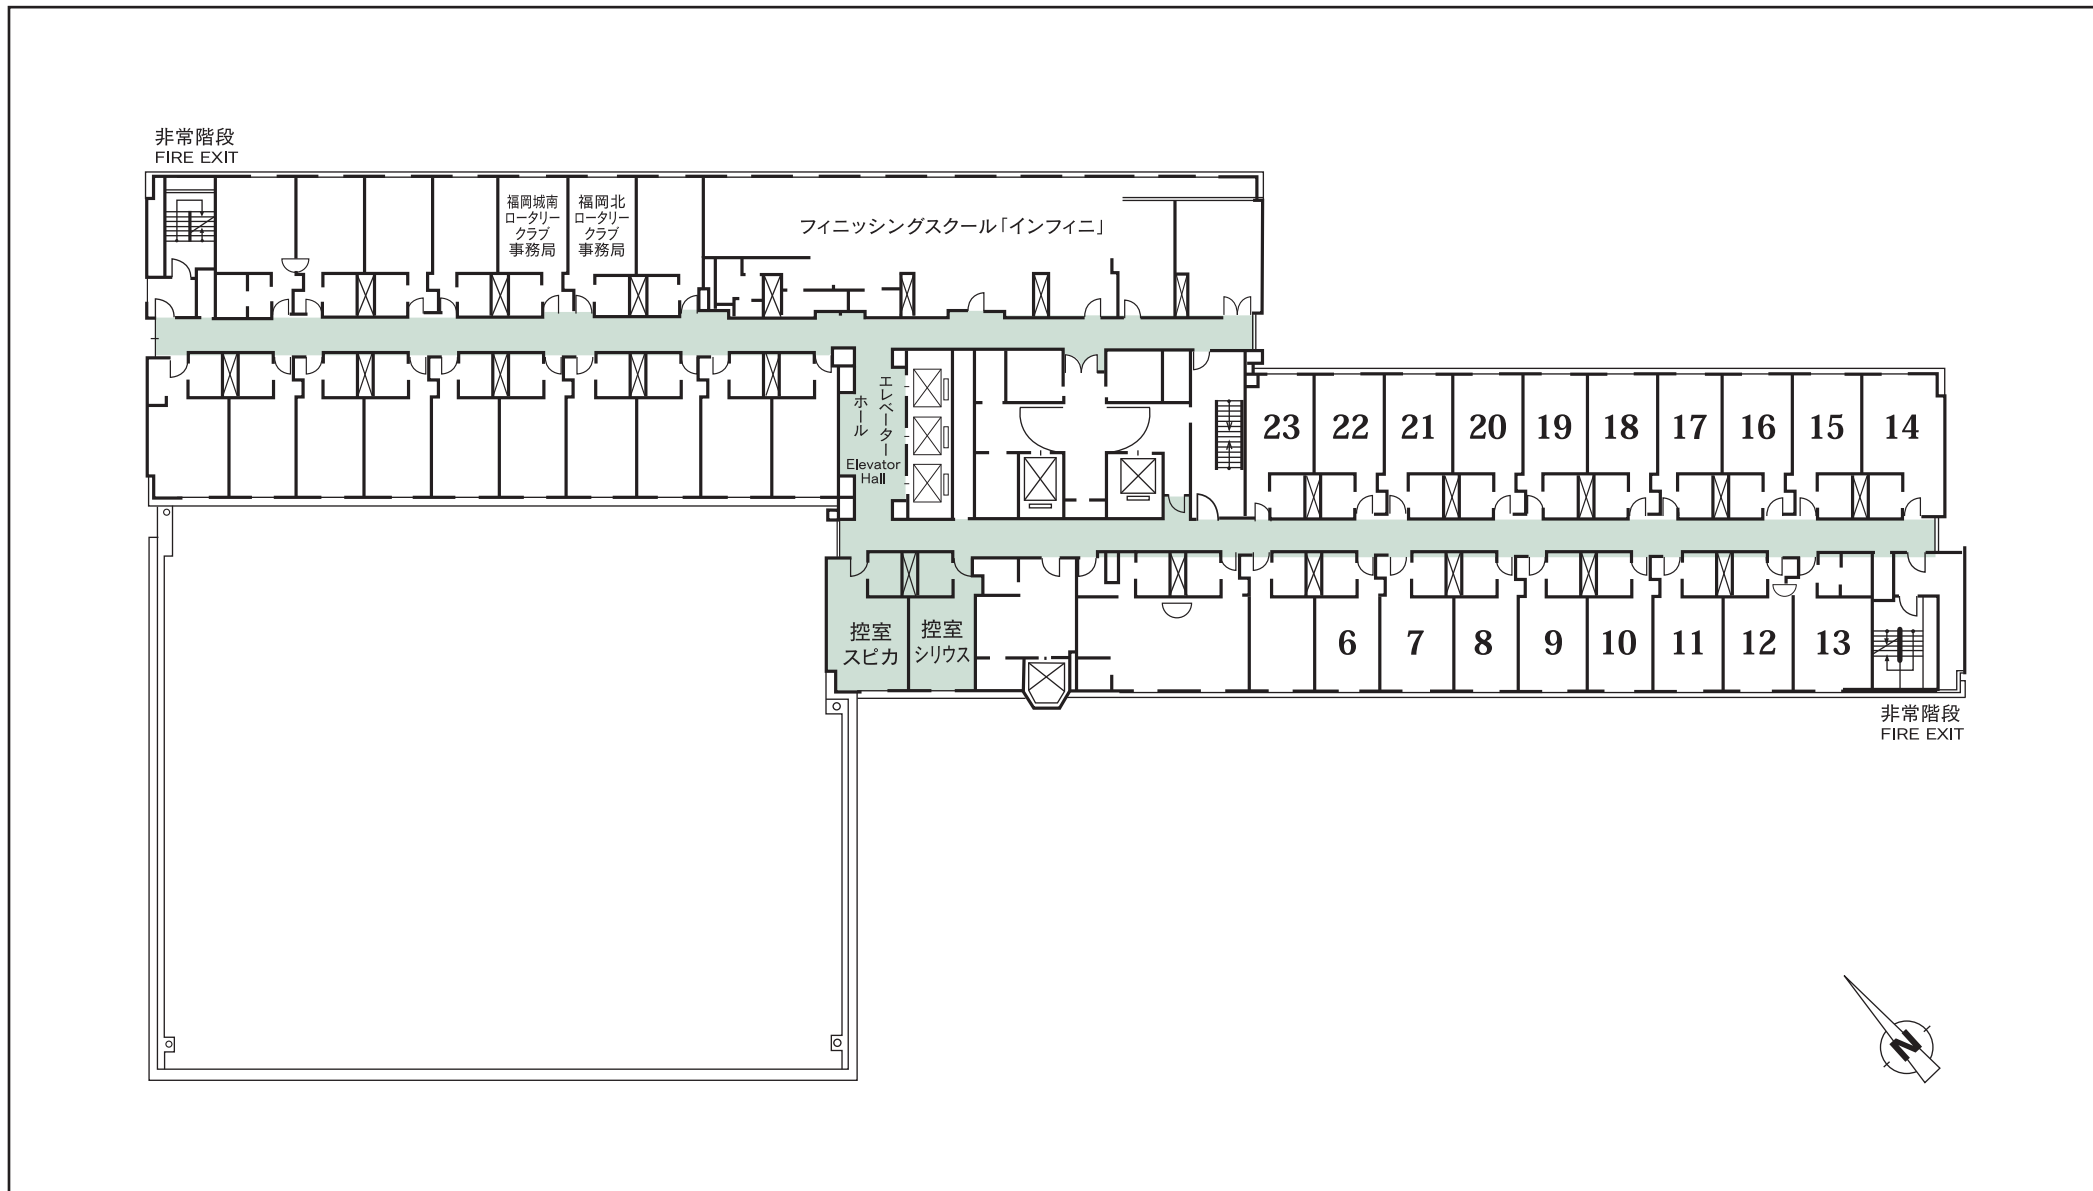 非常階段
FIRE EXIT
福岡城南
ロータリー
クラブ
事務局
福岡北
ロータリー
クラブ
事務局
フィニッシングスクール「インフィニ」
エレベーター
ホール
Elevator
Hall
23
22
21
20
19
18
17
16
15
14
控室
スピカ
控室
シリウス
6
7
8
9
10
11
12
13
非常階段
FIRE EXIT
N